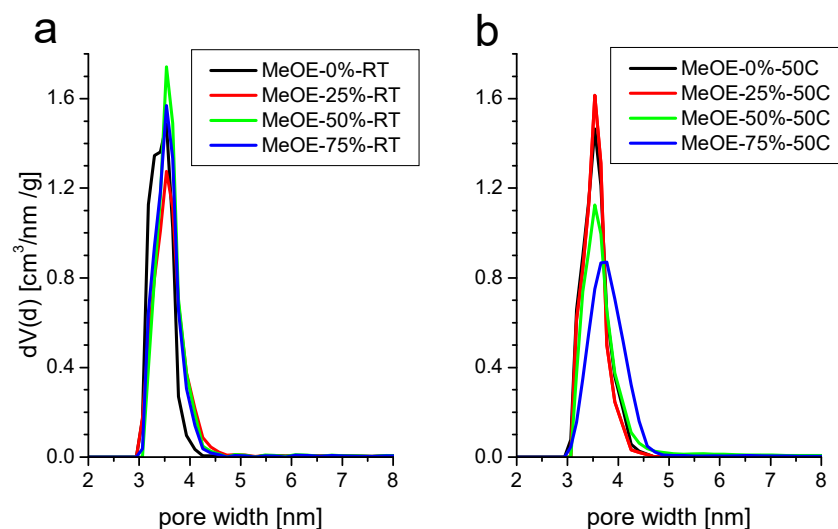 a
MeOE-0%-RT
MeOE-25%-RT
MeOE-50%-RT
MeOE-75%-RT
dV(d) [cm³/nm /g]
1.6
1.2
0.8
0.4
0.0
2 3 4 5 6 7 8
pore width [nm]
b
MeOE-0%-50C
MeOE-25%-50C
MeOE-50%-50C
MeOE-75%-50C
1.6
1.2
0.8
0.4
0.0
2 3 4 5 6 7 8
pore width [nm]